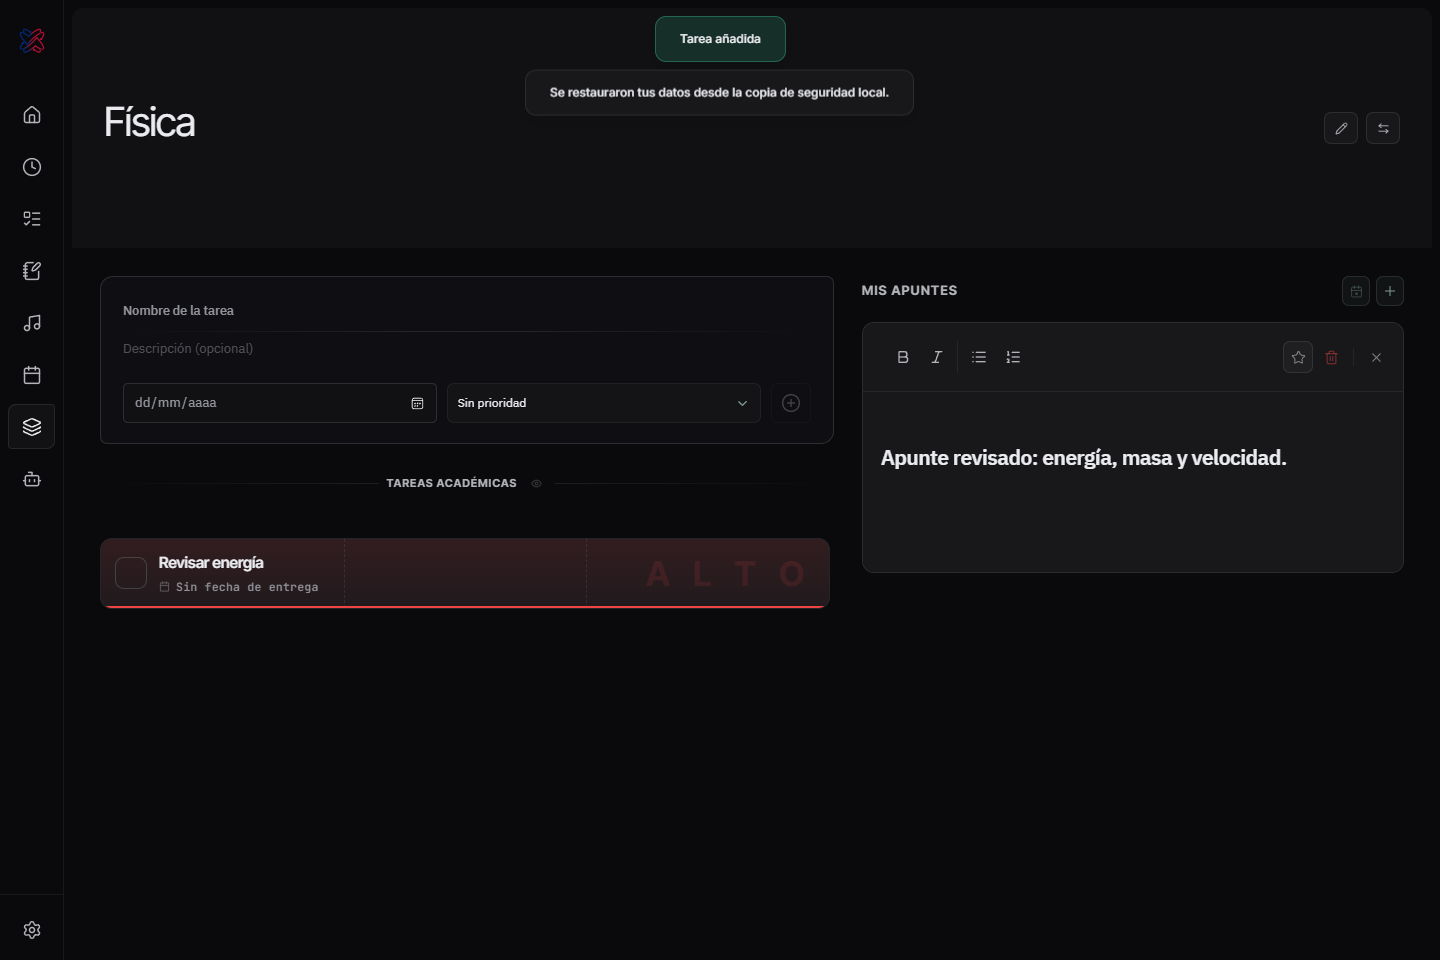 Tarea añadida
Se restauraron tus datos desde la copia de seguridad local.
Física
Nombre de la tarea
Descripción (opcional)
dd/mm/aaaa
Sin prioridad
TAREAS ACADÉMICAS
Revisar energía
Sin fecha de entrega
ALTO
MIS APUNTES
Apunte revisado: energía, masa y velocidad.